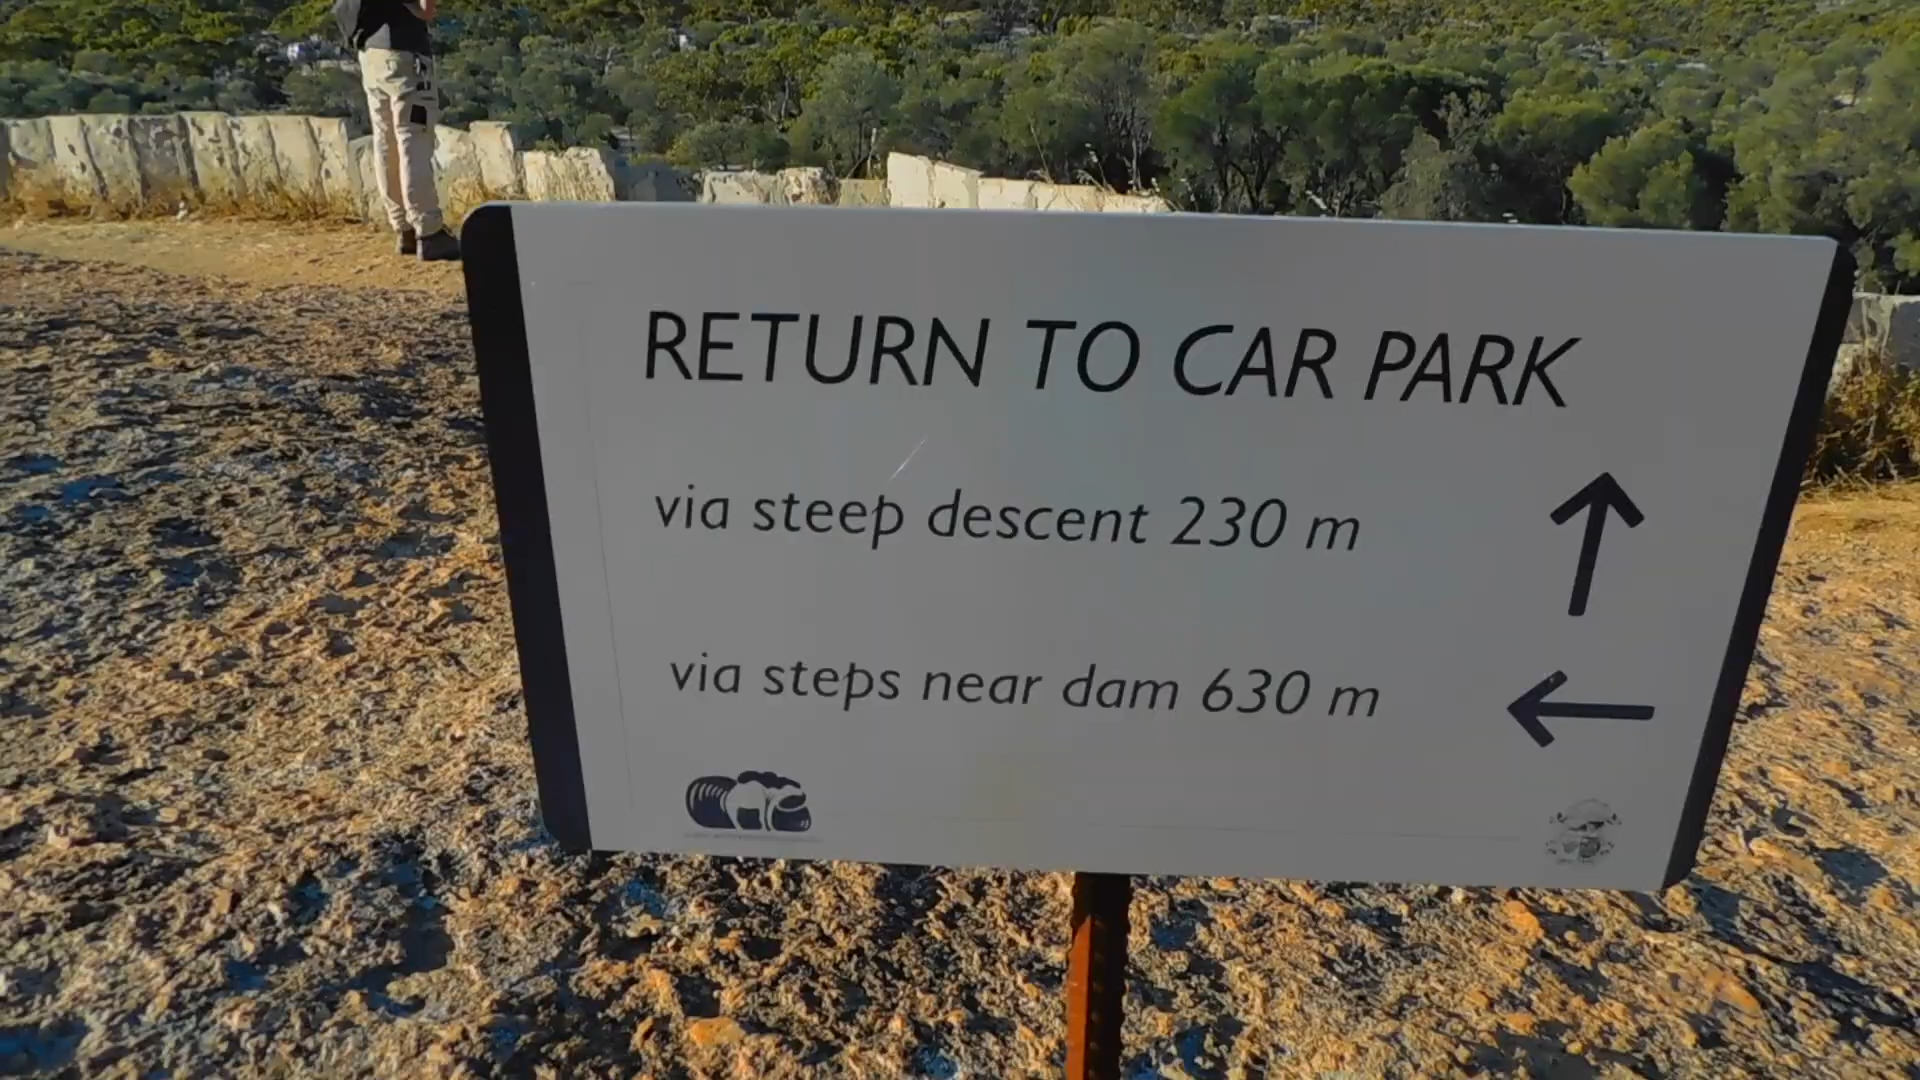 RETURN TO CAR PARK
via steep descent 230 m
via steps near dam 630 m